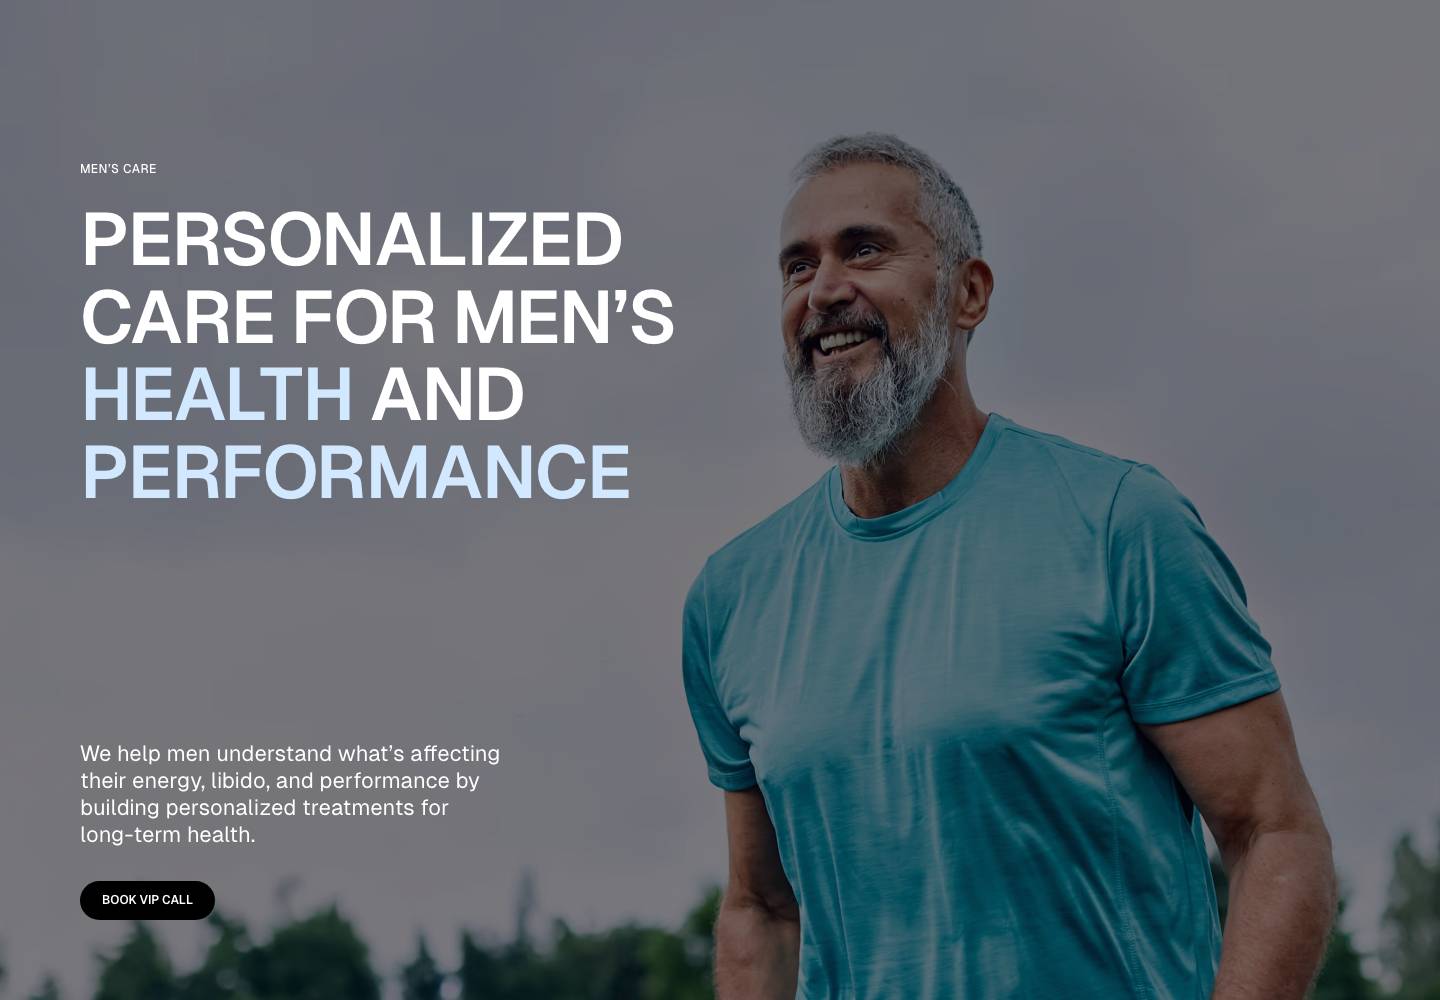 MEN’S CARE
PERSONALIZED
CARE FOR MEN’S
HEALTH AND
PERFORMANCE
We help men understand what’s affecting
their energy, libido, and performance by
building personalized treatments for
long-term health.
BOOK VIP CALL